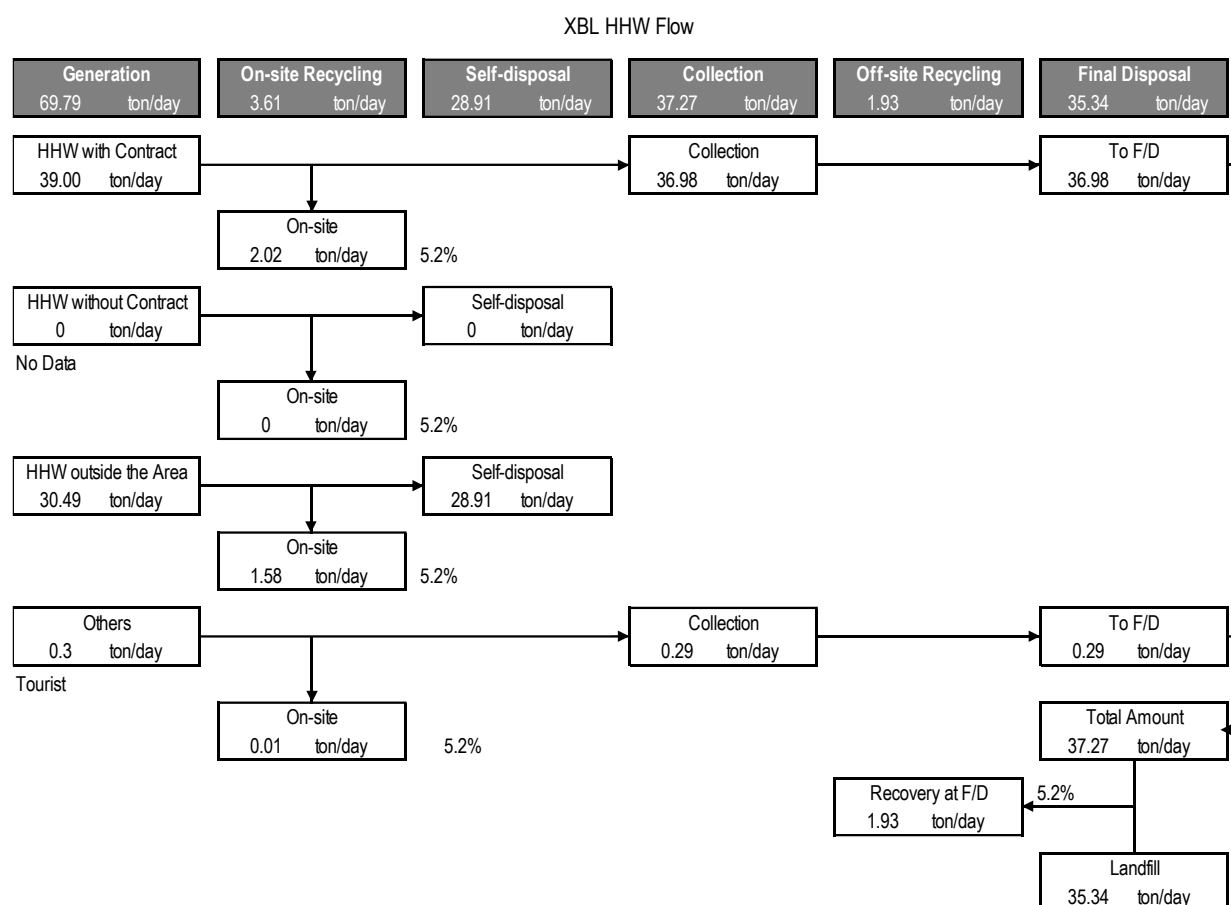 XBL HHW Flow
Generation On-site Recycling Self-disposal Collection Off-site Recycling Final Disposal
69.79 ton/day 3.61 ton/day 28.91 ton/day 37.27 ton/day 1.93 ton/day 35.34 ton/day
HHW with Contract Collection To F/D
39.00 ton/day 36.98 ton/day 36.98 ton/day
On-site
2.02 ton/day 5.2%
HHW without Contract Self-disposal
0 ton/day 0 ton/day
No Data
On-site
0 ton/day 5.2%
HHW outside the Area Self-disposal
30.49 ton/day 28.91 ton/day
On-site
1.58 ton/day 5.2%
Others Collection To F/D
0.3 ton/day 0.29 ton/day 0.29 ton/day
Tourist
On-site Total Amount
0.01 ton/day 5.2% 37.27 ton/day
Recovery at F/D 5.2%
1.93 ton/day
Landfill
35.34 ton/day